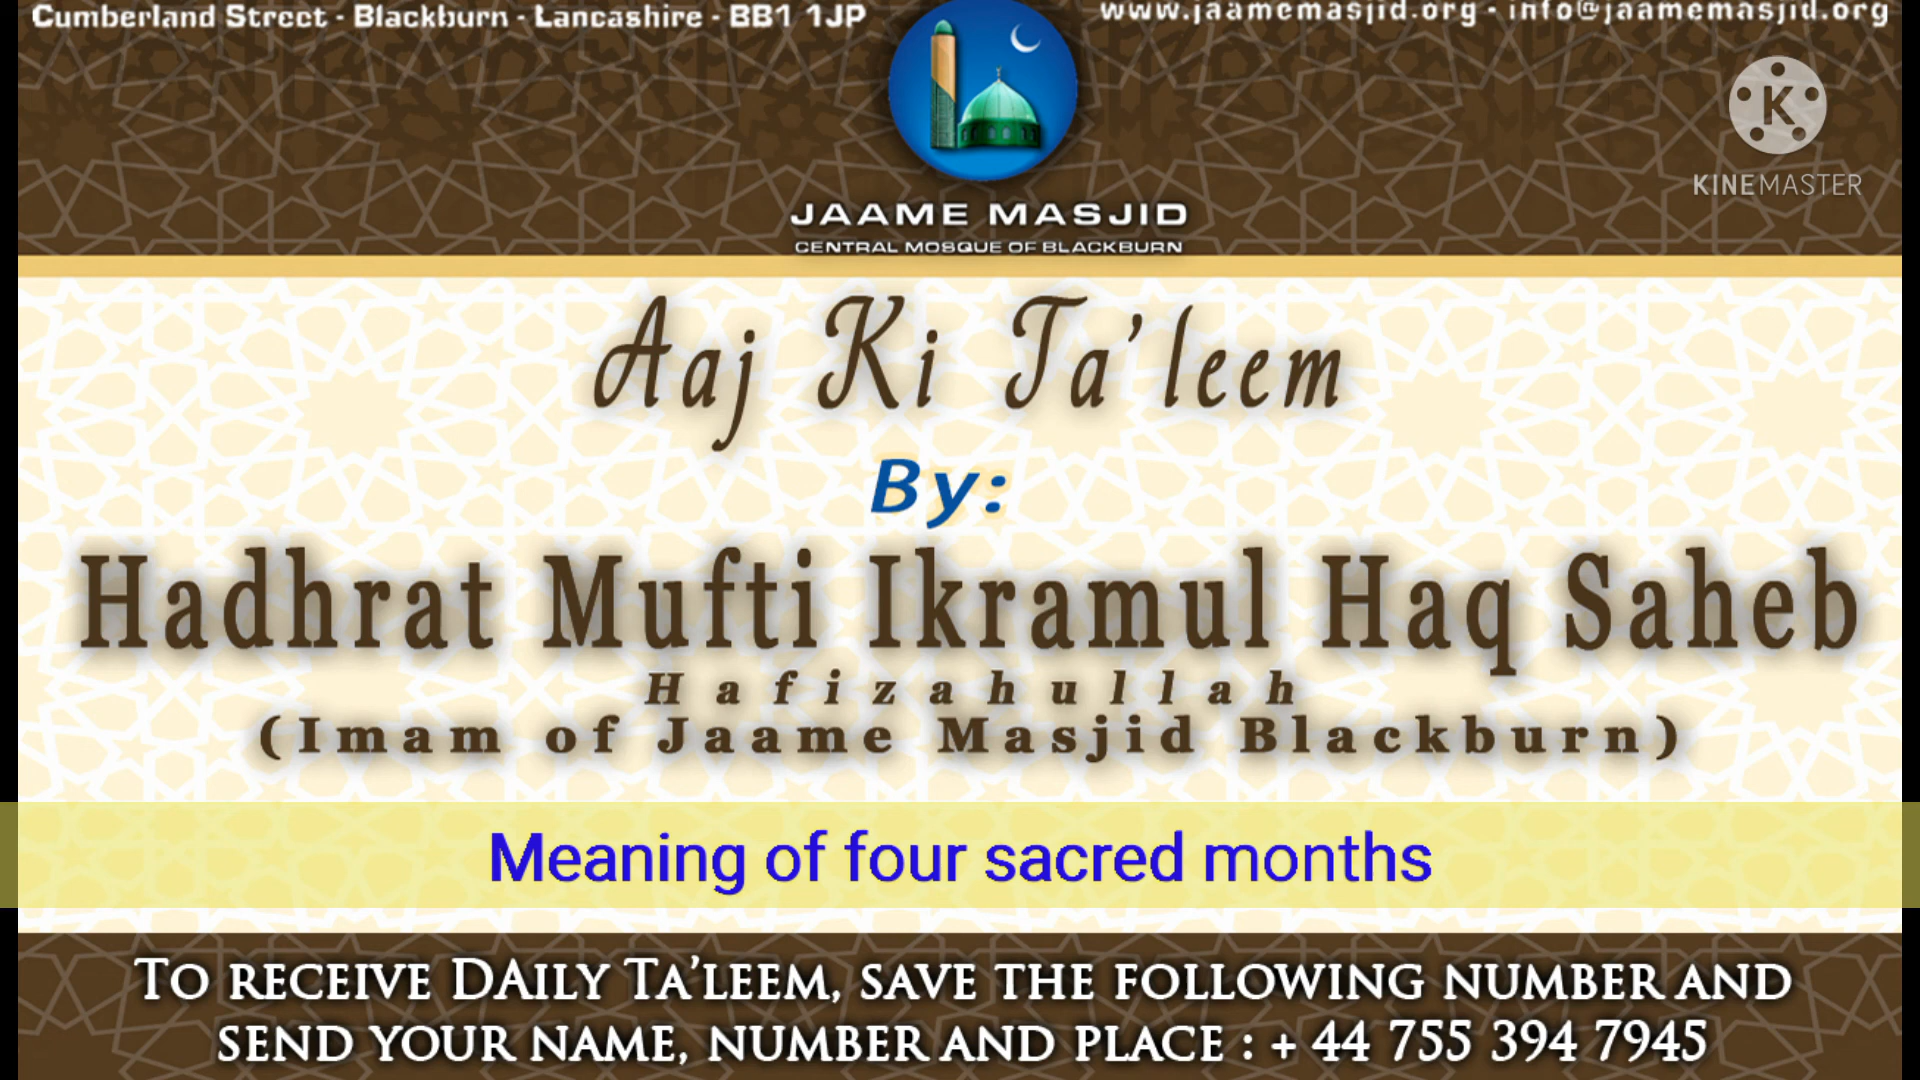 Cumberland Street - Blackburn - Lancashire - BB1 1JP
www.jaamemasjid.org - info@jaamemasjid.org
K
KINEMASTER
JAAME MASJID
CENTRAL MOSQUE OF BLACKBURN
Aaj Ki Ta'leem
By:
Hadhrat Mufti Ikramul Haq Saheb
Hafizahullah
(Imam of Jaame Masjid Blackburn)
Meaning of four sacred months
TO RECEIVE DAILY TA'LEEM, SAVE THE FOLLOWING NUMBER AND
SEND YOUR NAME, NUMBER AND PLACE : + 44 755 394 7945